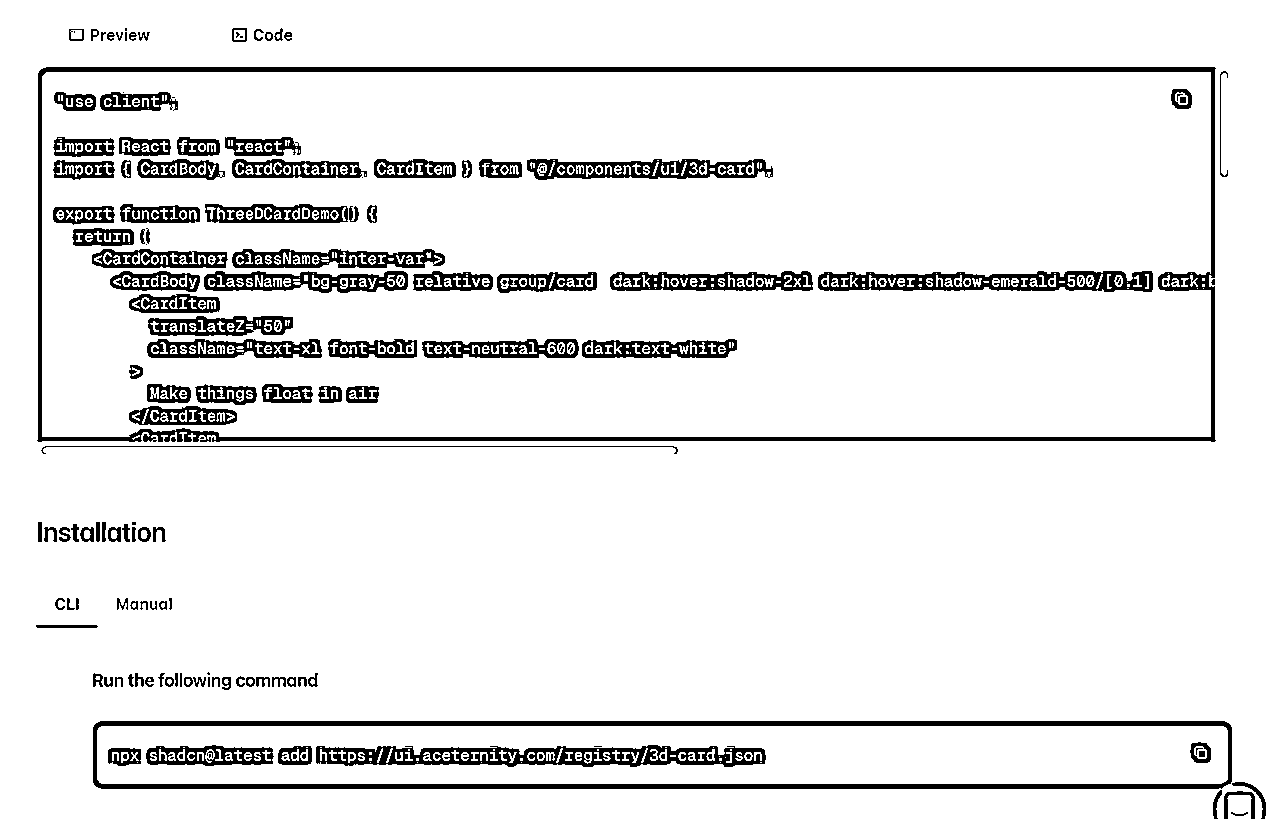 Preview
Code
"use client";
import React from "react";
import { CardBody, CardContainer, CardItem } from "@/components/ui/3d-card";
export function ThreeDCardDemo() {
return (
<CardContainer className="inter-var">
<CardBody className="bg-gray-50 relative group/card  dark:hover:shadow-2xl dark:hover:shadow-emerald-500/[0.1] dark:b
<CardItem
translateZ="50"
className="text-xl font-bold text-neutral-600 dark:text-white"
>
Make things float in air
</CardItem>
<CardItem
Installation
CLI
Manual
Run the following command
npx shadcn@latest add https://ui.aceternity.com/registry/3d-card.json